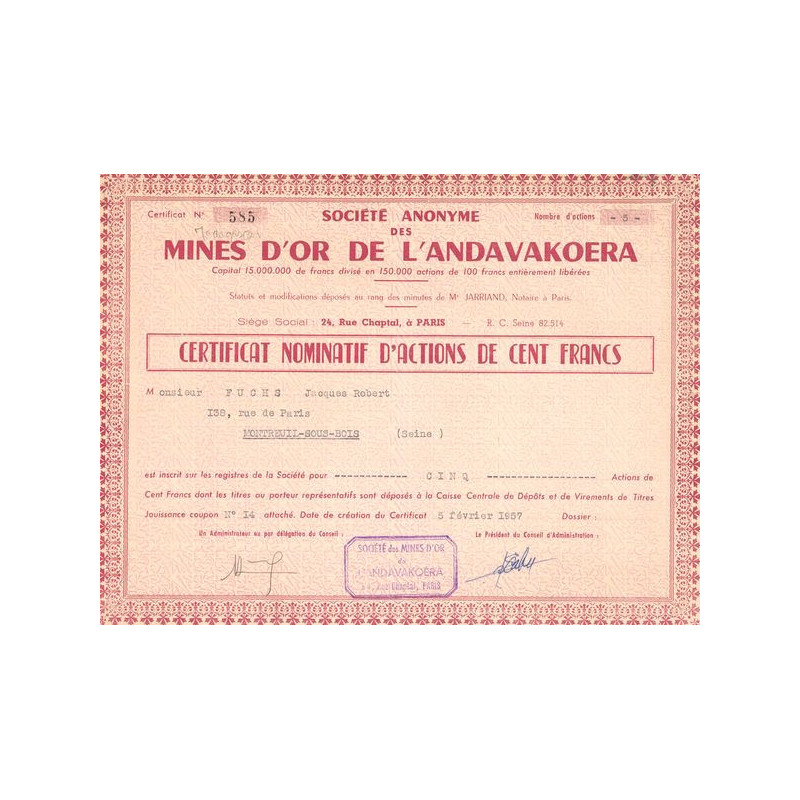 Certificat N° 585
SOCIÉTÉ ANONYME
Nombre d'actions - 5 -
DES
MINES D'OR DE L'ANDAVAKOERA
Capital 15.000.000 de francs divisé en 150.000 actions de 100 francs entièrement libérées
Statuts et modifications déposés au rang des minutes de Me JARRIAND, Notaire à Paris.
Siège Social : 24, Rue Chaptal, à PARIS — R. C. Seine 82.514
CERTIFICAT NOMINATIF D'ACTIONS DE CENT FRANCS
Monsieur FUCHS Jacques Robert
I38, rue de Paris
MONTREUIL-SOUS-BOIS (Seine )
est inscrit sur les registres de la Société pour ------------ CINQ ------------------ Actions de
Cent Francs dont les titres au porteur représentatifs sont déposés à la Caisse Centrale de Dépôts et de Virements de Titres
Jouissance coupon N° I4 attaché. Date de création du Certificat 5 février 1957 Dossier :
Un Administrateur ou par délégation du Conseil :
Le Président du Conseil d'Administration :
SOCIÉTÉ des MINES D'OR
de
L'ANDAVAKOERA
24, Rue Chaptal, PARIS